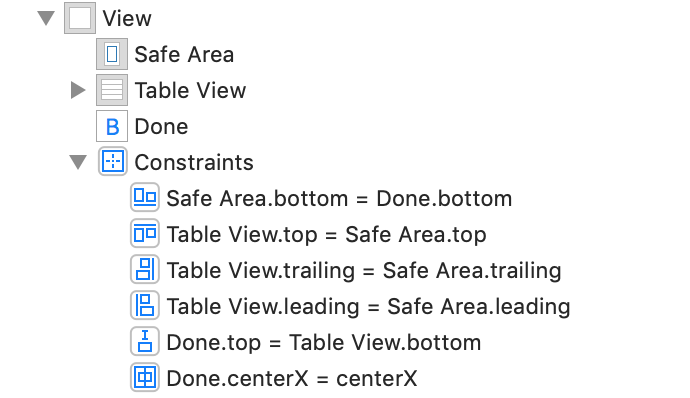 View
Safe Area
Table View
B Done
Constraints
Safe Area.bottom = Done.bottom
Table View.top = Safe Area.top
Table View.trailing = Safe Area.trailing
Table View.leading = Safe Area.leading
Done.top = Table View.bottom
Done.centerX = centerX